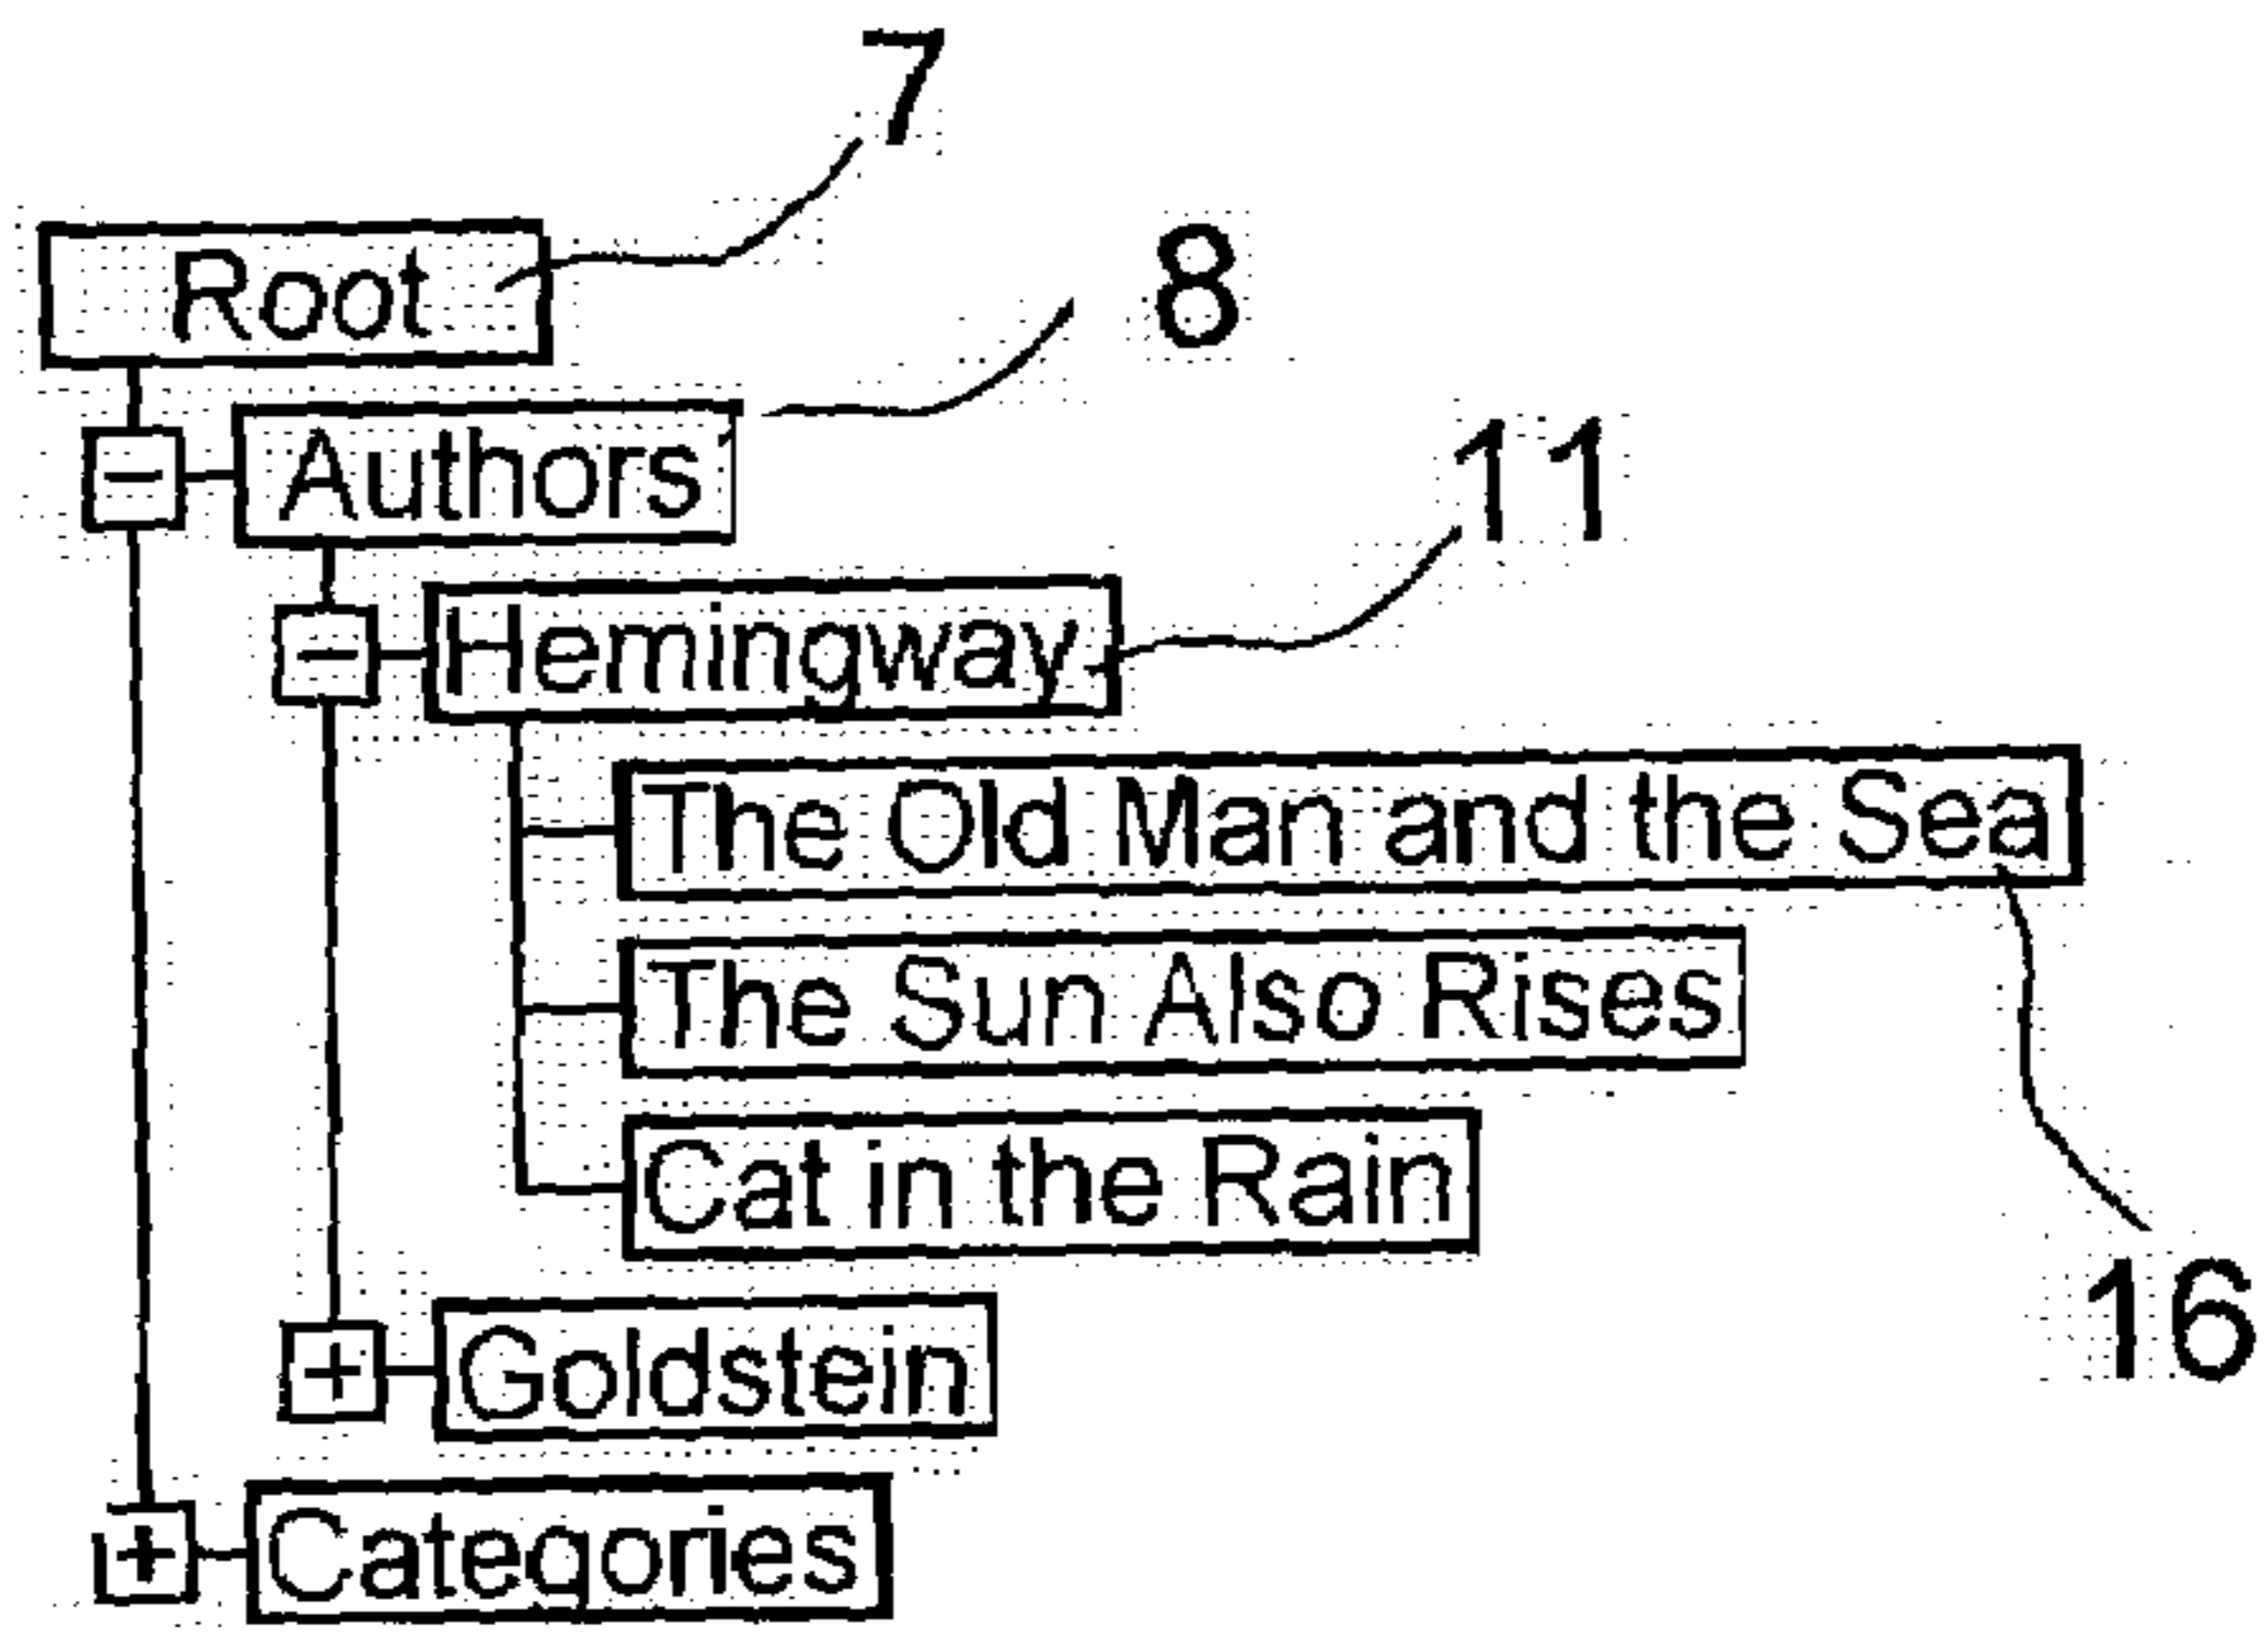 7
Root
8
Authors
11
Hemingway
The Old Man and the Sea
The Sun Also Rises
Cat in the Rain
16
Goldstein
Categories